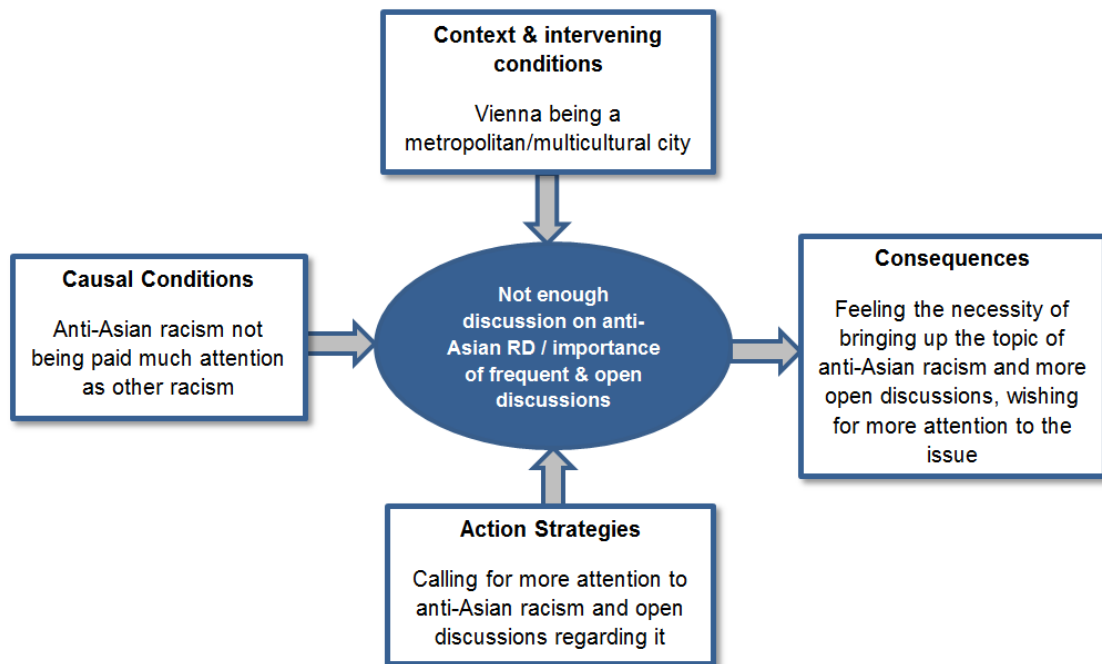 Context & intervening
conditions
Vienna being a
metropolitan/multicultural city
Causal Conditions
Anti-Asian racism not
being paid much attention
as other racism
Not enough
discussion on anti-
Asian RD / importance
of frequent & open
discussions
Consequences
Feeling the necessity of
bringing up the topic of
anti-Asian racism and more
open discussions, wishing
for more attention to the
issue
Action Strategies
Calling for more attention to
anti-Asian racism and open
discussions regarding it